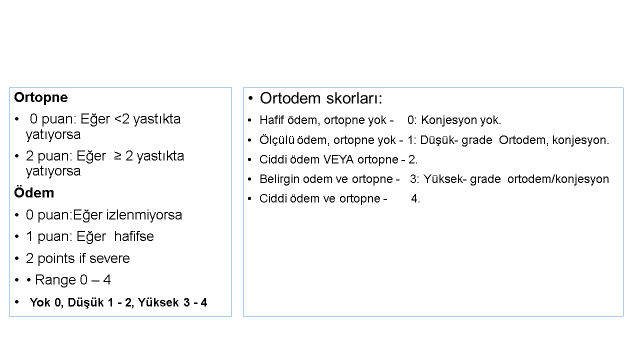 Ortopne
• 0 puan: Eğer <2 yastıkta
yatıyorsa
• 2 puan: Eğer ≥ 2 yastıkta
yatıyorsa
Ödem
• 0 puan:Eğer izlenmiyorsa
• 1 puan: Eğer hafifse
• 2 points if severe
• • Range 0 – 4
• Yok 0, Düşük 1 - 2, Yüksek 3 - 4
• Ortodem skorları:
• Hafif ödem, ortopne yok - 0: Konjesyon yok.
• Ölçülü ödem, ortopne yok - 1: Düşük- grade Ortodem, konjesyon.
• Ciddi ödem VEYA ortopne - 2.
• Belirgin odem ve ortopne - 3: Yüksek- grade ortodem/konjesyon
• Ciddi ödem ve ortopne - 4.